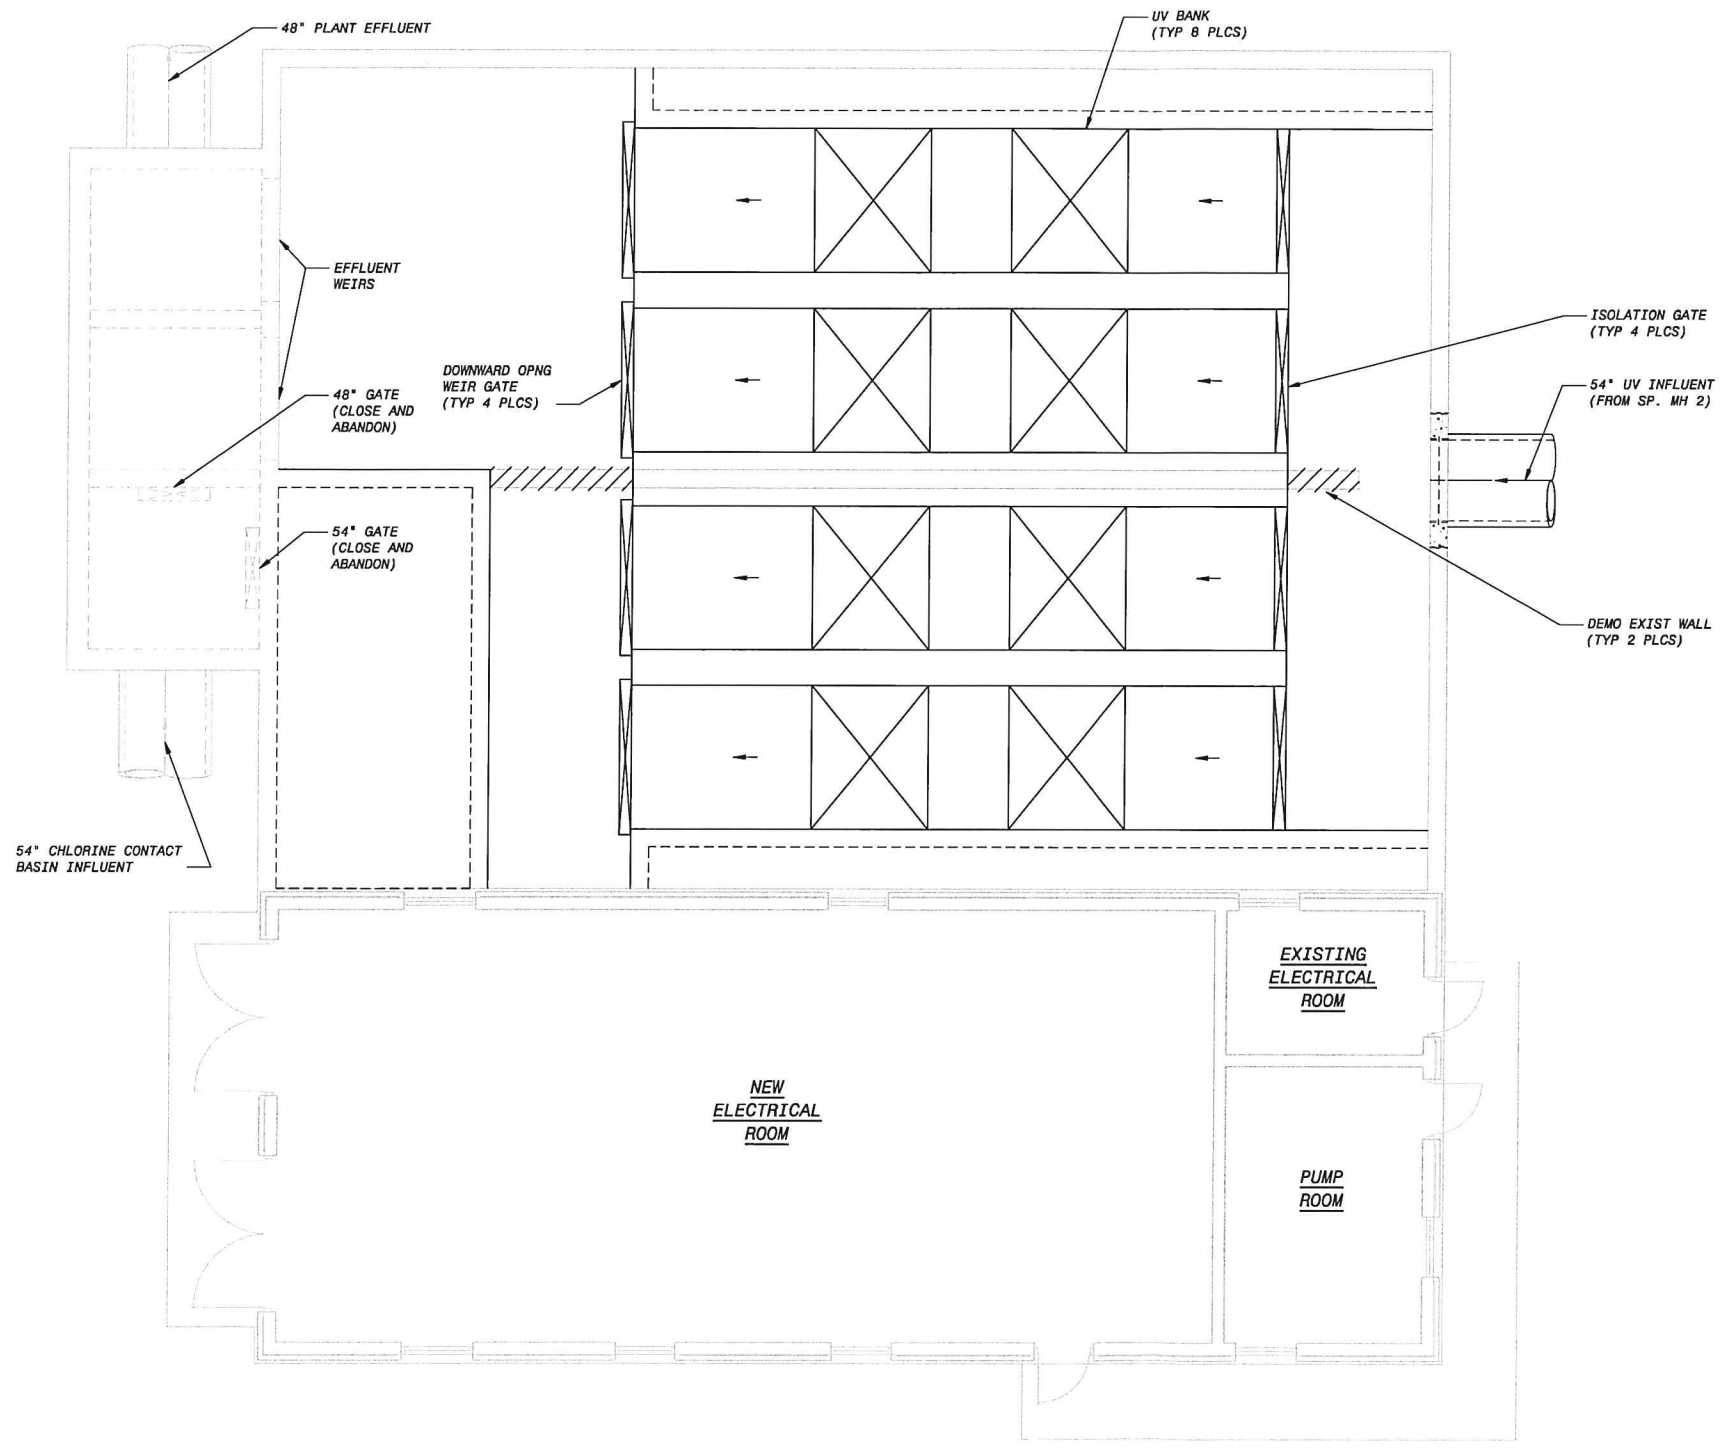 48" PLANT EFFLUENT
UV BANK
(TYP 8 PLCS)
EFFLUENT
WEIRS
ISOLATION GATE
(TYP 4 PLCS)
DOWNWARD OPNG
WEIR GATE
(TYP 4 PLCS)
48" GATE
(CLOSE AND
ABANDON)
54" UV INFLUENT
(FROM SP. MH 2)
54" GATE
(CLOSE AND
ABANDON)
DEMO EXIST WALL
(TYP 2 PLCS)
54" CHLORINE CONTACT
BASIN INFLUENT
EXISTING
ELECTRICAL
ROOM
NEW
ELECTRICAL
ROOM
PUMP
ROOM